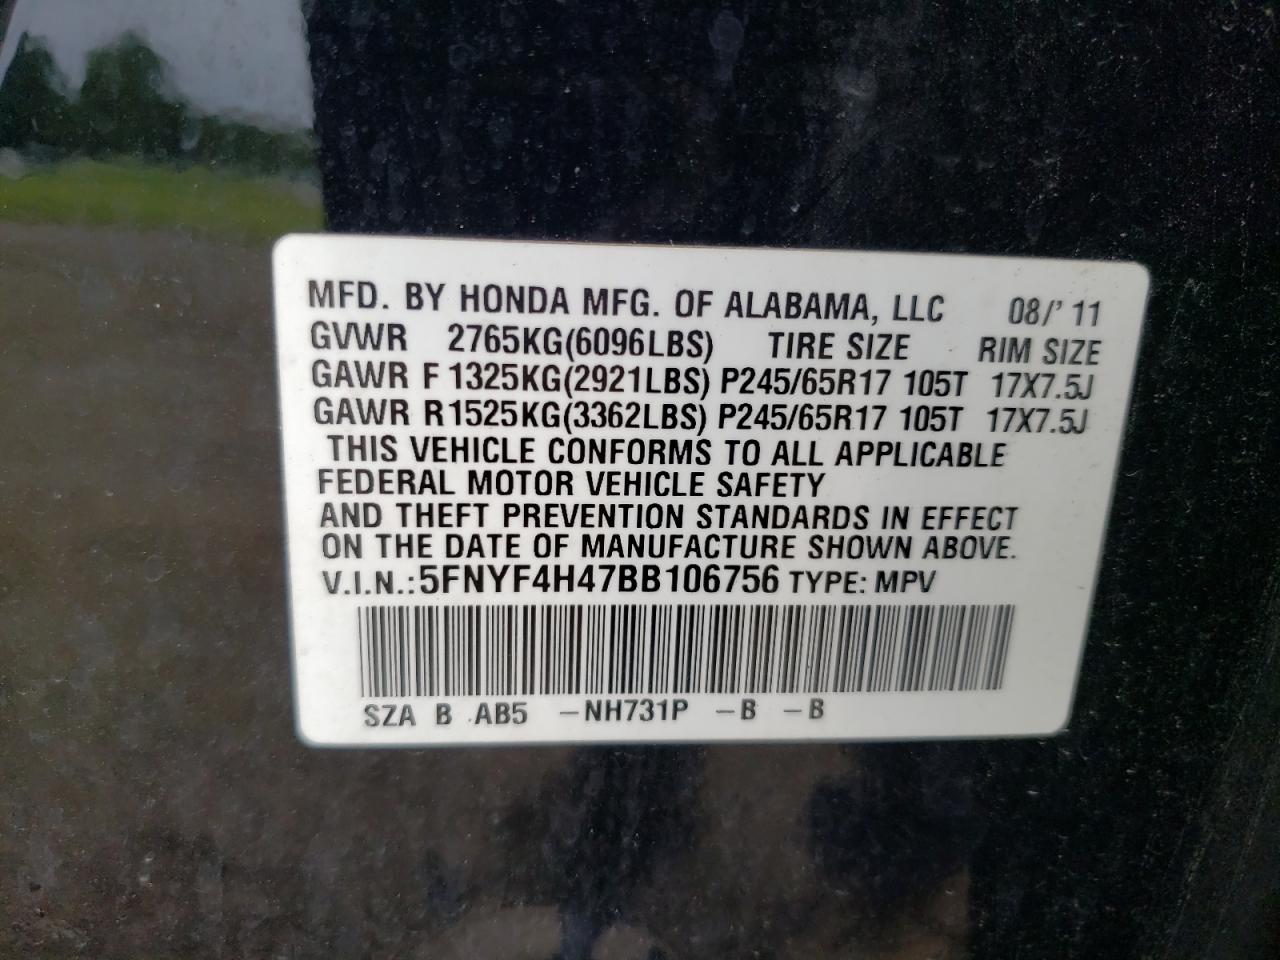 MFD. BY HONDA MFG. OF ALABAMA, LLC 08/' 11
GVWR 2765KG(6096LBS) TIRE SIZE RIM SIZE
GAWR F 1325KG(2921LBS) P245/65R17 105T 17X7.5J
GAWR R1525KG(3362LBS) P245/65R17 105T 17X7.5J
THIS VEHICLE CONFORMS TO ALL APPLICABLE
FEDERAL MOTOR VEHICLE SAFETY
AND THEFT PREVENTION STANDARDS IN EFFECT
ON THE DATE OF MANUFACTURE SHOWN ABOVE.
V.I.N.:5FNYF4H47BB106756 TYPE: MPV
SZA B AB5 -NH731P -B -B